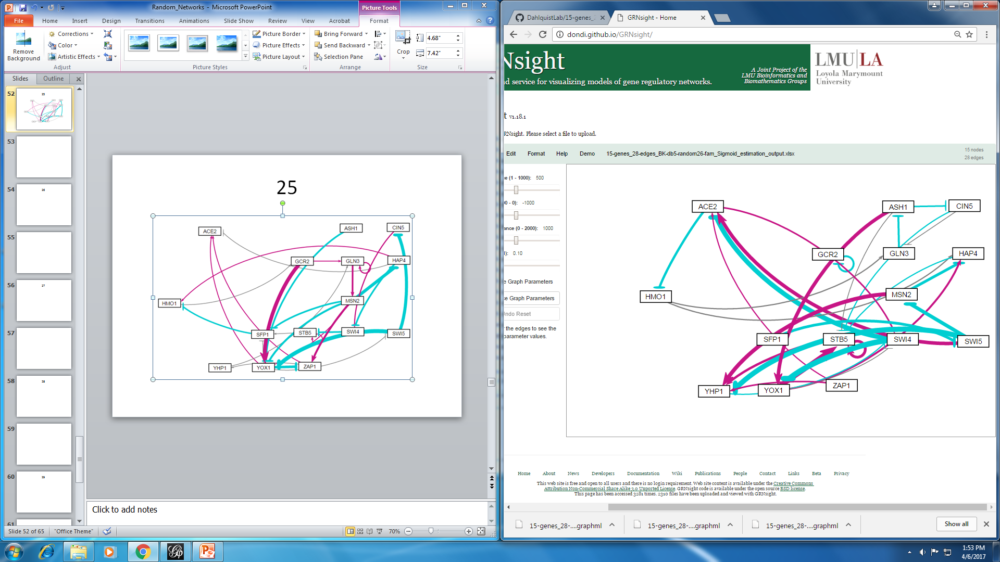 Random_Networks - Microsoft PowerPoint
Picture Tools
File
Home
Insert
Design
Transitions
Animations
Slide Show
Review
View
Acrobat
Format
Remove
Background
Corrections
Color
Artistic Effects
Adjust
Picture Styles
Picture Border
Picture Effects
Picture Layout
Bring Forward
Send Backward
Selection Pane
Arrange
Crop
4.68"
7.42"
Size
Slides
Outline
52
25
53
54
26
55
56
27
57
58
28
59
60
29
61
25
ACE2
ASH1
CIN5
GCR2
GLN3
HAP4
HMO1
MSN2
SFP1
STB5
SWI4
SWI5
YHP1
YOX1
ZAP1
Click to add notes
Slide 52 of 65
"Office Theme"
70%
DahlquistLab/15-genes_
GRNsight - Home
dondi.github.io/GRNsight/
Nsight
d service for visualizing models of gene regulatory networks.
A Joint Project of the
LMU Bioinformatics and
Biomathematics Groups
LMU|LA
Loyola Marymount
University
t v1.18.1
RNsight. Please select a file to upload.
Edit
Format
Help
Demo
15-genes_28-edges_BK-db5-random26-fam_Sigmoid_estimation_output.xlsx
15 nodes
28 edges
ce (1 - 1000): 500
00 - 0): -1000
ance (0 - 2000): 1000
l): 0.10
e Graph Parameters
ce Graph Parameters
Undo Reset
r the edges to see the
parameter values.
ACE2
ASH1
CIN5
GCR2
GLN3
HAP4
HMO1
MSN2
SFP1
STB5
SWI4
SWI5
YHP1
YOX1
ZAP1
Home
About
News
Developers
Documentation
Wiki
Publications
People
Contact
Links
Beta
Privacy
This web site is free and open to all users and there is no login requirement. Web site content is available under the Creative Commons
Attribution Non-Commercial Share Alike 3.0 Unported License. GRNsight code is available under the open source BSD license.
This page has been accessed 3281 times. 2310 files have been uploaded and viewed with GRNsight.
15-genes_28-....graphml
15-genes_28-....graphml
15-genes_28-....graphml
Show all
1:53 PM
4/6/2017